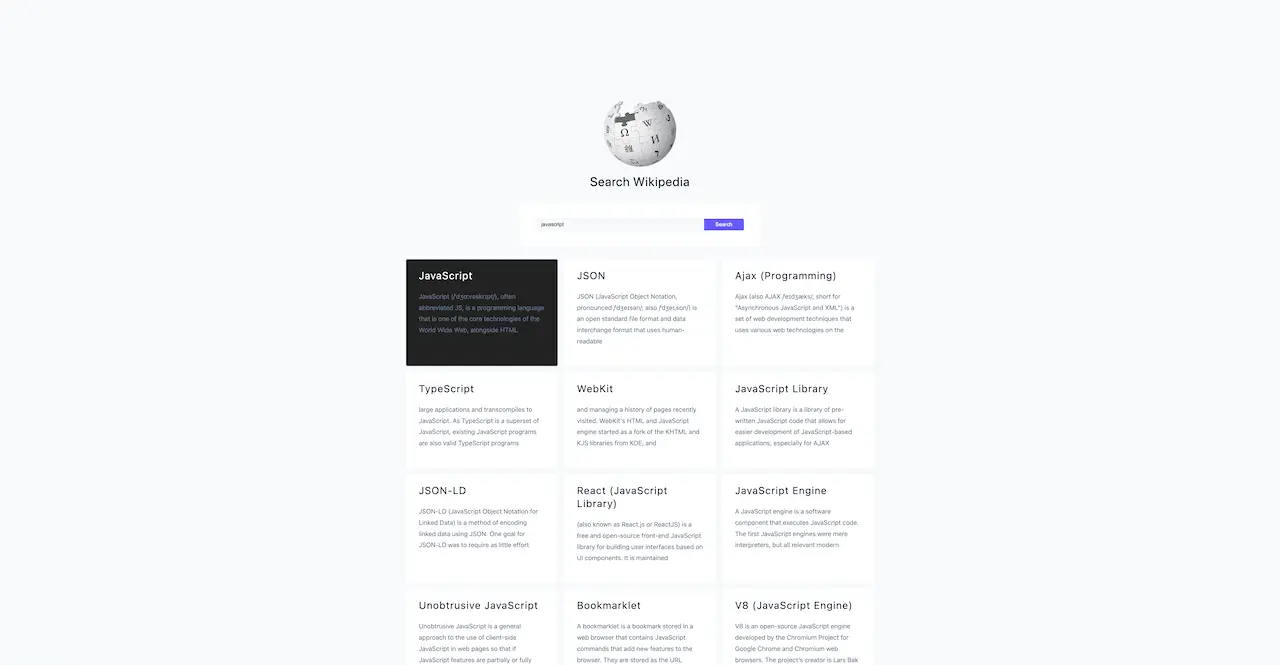 Search Wikipedia
javascript
Search
JavaScript
JavaScript (/ˈdʒɑːvəskrɪpt/), often
abbreviated JS, is a programming language
that is one of the core technologies of the
World Wide Web, alongside HTML
JSON
JSON (JavaScript Object Notation,
pronounced /ˈdʒeɪsən/; also /ˈdʒeɪˌsɒn/) is
an open standard file format and data
interchange format that uses human-
readable
Ajax (Programming)
Ajax (also AJAX /ˈeɪdʒæks/; short for
"Asynchronous JavaScript and XML") is a
set of web development techniques that
uses various web technologies on the
TypeScript
large applications and transcompiles to
JavaScript. As TypeScript is a superset of
JavaScript, existing JavaScript programs
are also valid TypeScript programs
WebKit
and managing a history of pages recently
visited. WebKit's HTML and JavaScript
engine started as a fork of the KHTML and
KJS libraries from KDE, and
JavaScript Library
A JavaScript library is a library of pre-
written JavaScript code that allows for
easier development of JavaScript-based
applications, especially for AJAX
JSON-LD
JSON-LD (JavaScript Object Notation for
Linked Data) is a method of encoding
linked data using JSON. One goal for
JSON-LD was to require as little effort
React (JavaScript
Library)
(also known as React.js or ReactJS) is a
free and open-source front-end JavaScript
library for building user interfaces based on
UI components. It is maintained
JavaScript Engine
A JavaScript engine is a software
component that executes JavaScript code.
The first JavaScript engines were mere
interpreters, but all relevant modern
Unobtrusive JavaScript
Unobtrusive JavaScript is a general
approach to the use of client-side
JavaScript in web pages so that if
JavaScript features are partially or fully
Bookmarklet
A bookmarklet is a bookmark stored in a
web browser that contains JavaScript
commands that add new features to the
browser. They are stored as the URL
V8 (JavaScript Engine)
V8 is an open-source JavaScript engine
developed by the Chromium Project for
Google Chrome and Chromium web
browsers. The project's creator is Lars Bak